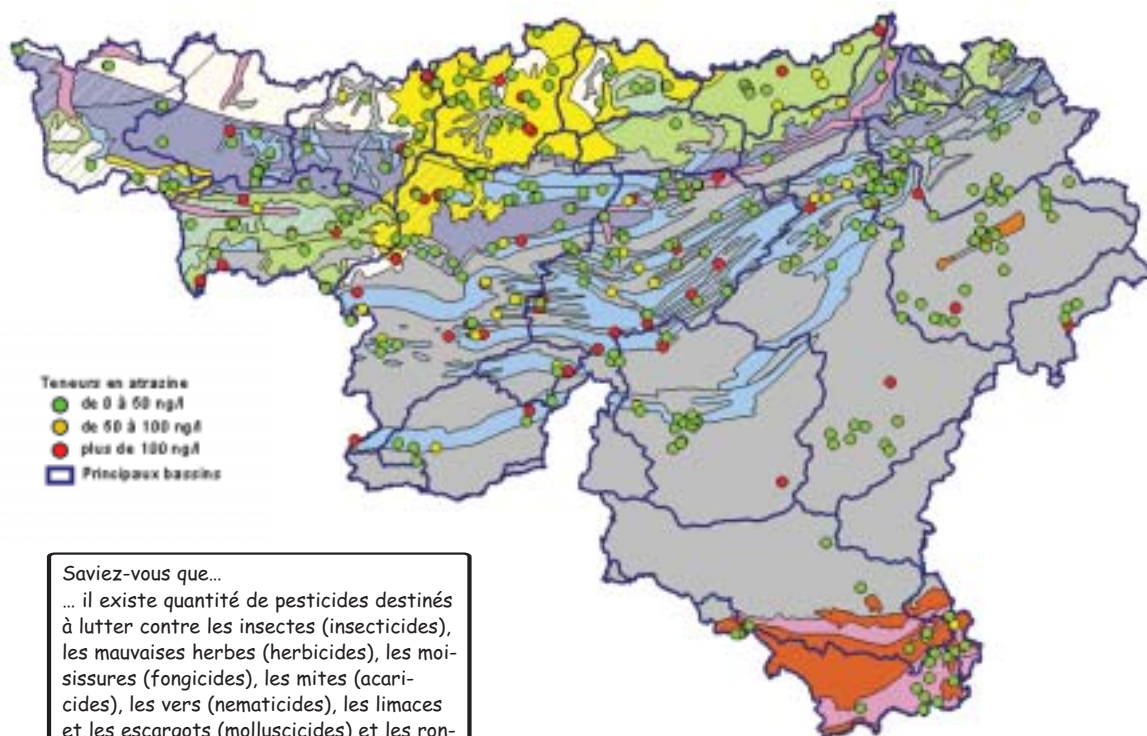 Teneurs en atrazine
de 0 à 50 ng/l
de 50 à 100 ng/l
plus de 100 ng/l
Principaux bassins
Saviez-vous que…
… il existe quantité de pesticides destinés
à lutter contre les insectes (insecticides),
les mauvaises herbes (herbicides), les moi-
sissures (fongicides), les mites (acari-
cides), les vers (nematicides), les limaces
et les escargots (molluscicides) et les ron-